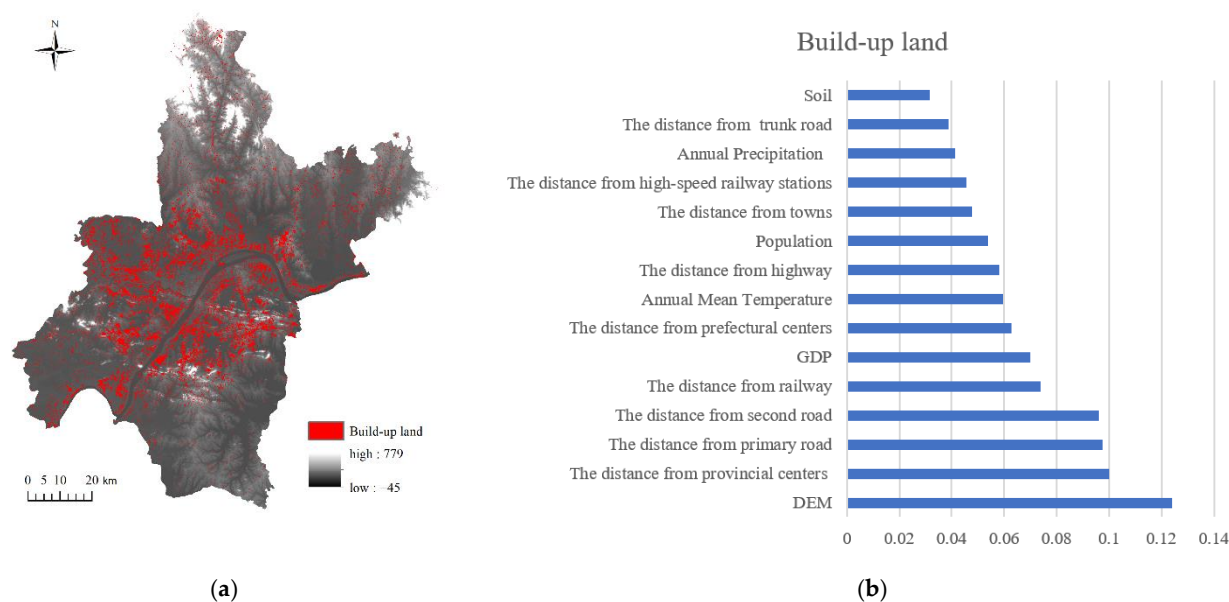 N
Build-up land
high : 779
low : −45
0 5 10 20 km
(a)
Build-up land
Soil
The distance from trunk road
Annual Precipitation
The distance from high-speed railway stations
The distance from towns
Population
The distance from highway
Annual Mean Temperature
The distance from prefectural centers
GDP
The distance from railway
The distance from second road
The distance from primary road
The distance from provincial centers
DEM
0 0.02 0.04 0.06 0.08 0.1 0.12 0.14
(b)